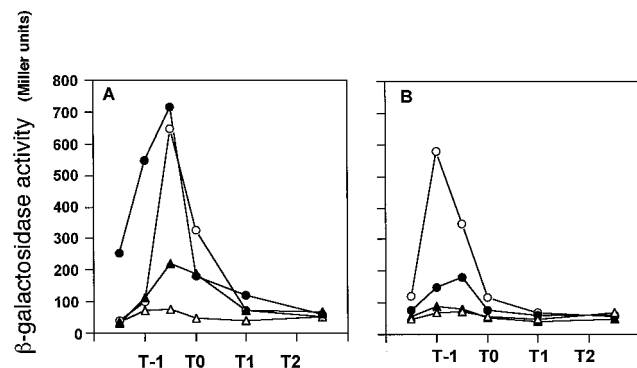 β-galactosidase activity (Miller units)
800
700
600
500
400
300
200
100
0
A
T-1 T0 T1 T2
B
T-1 T0 T1 T2